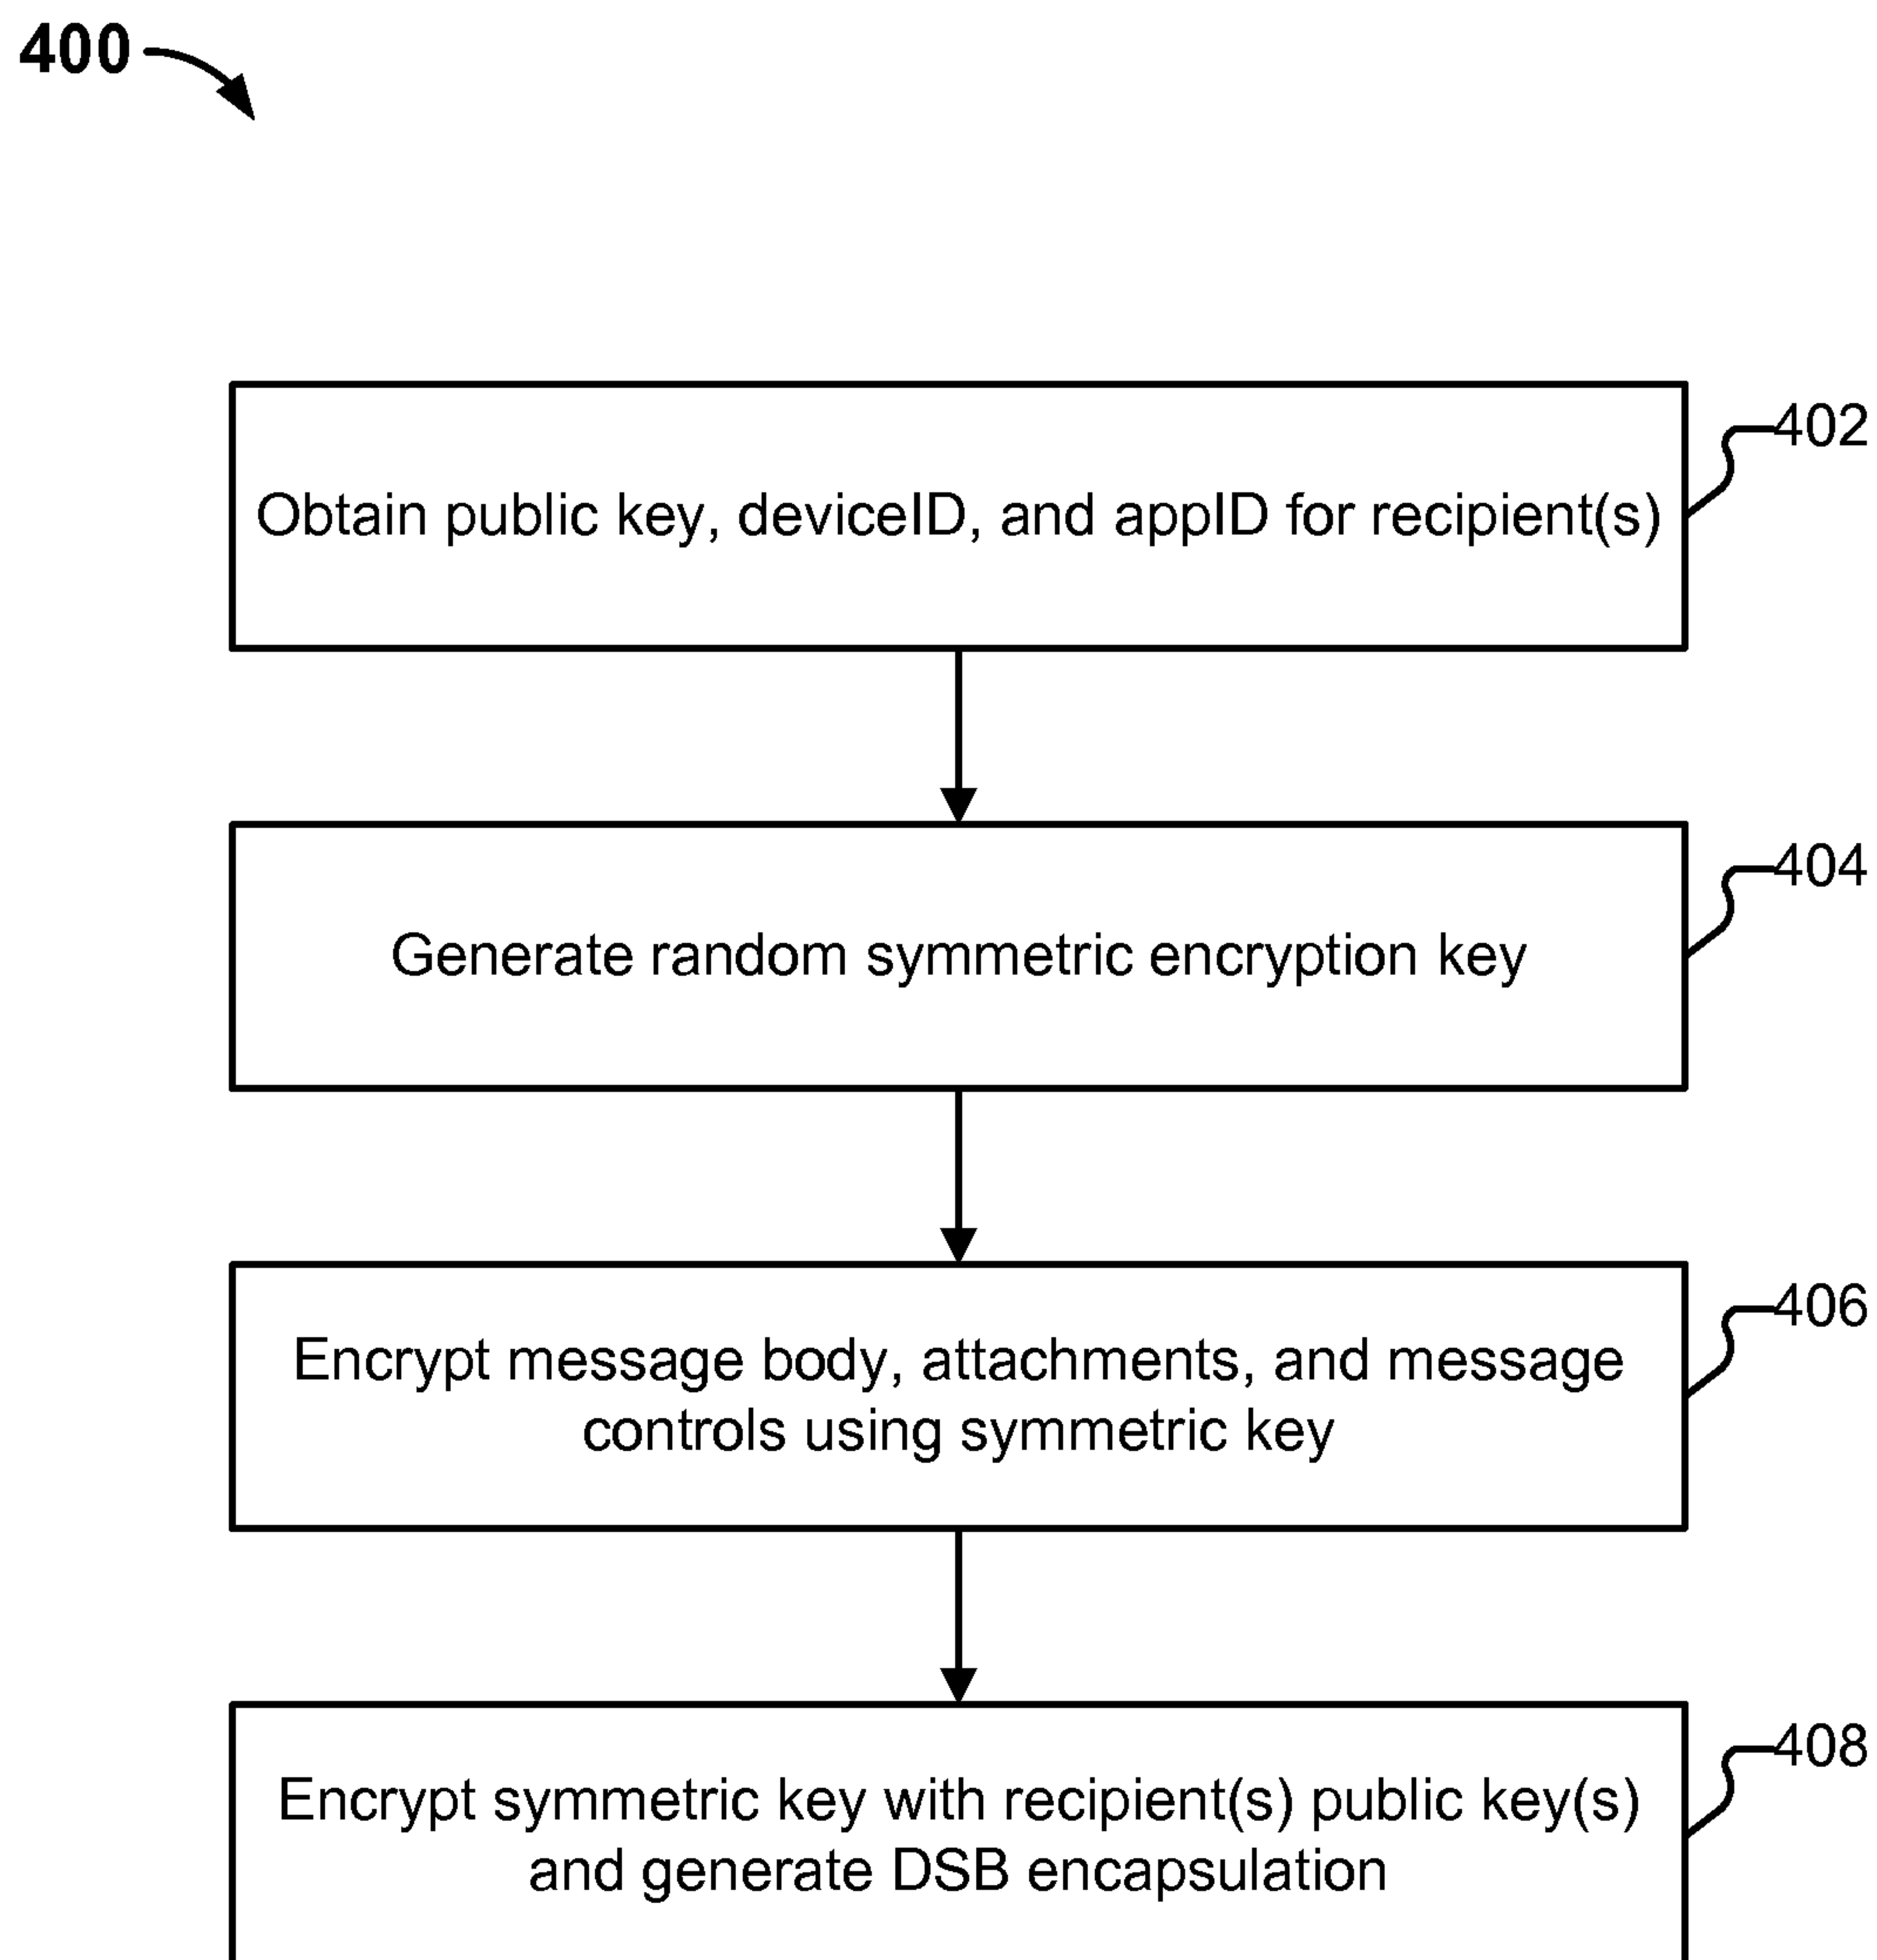 400
402
Obtain public key, deviceID, and appID for recipient(s)
404
Generate random symmetric encryption key
406
Encrypt message body, attachments, and message
controls using symmetric key
408
Encrypt symmetric key with recipient(s) public key(s)
and generate DSB encapsulation